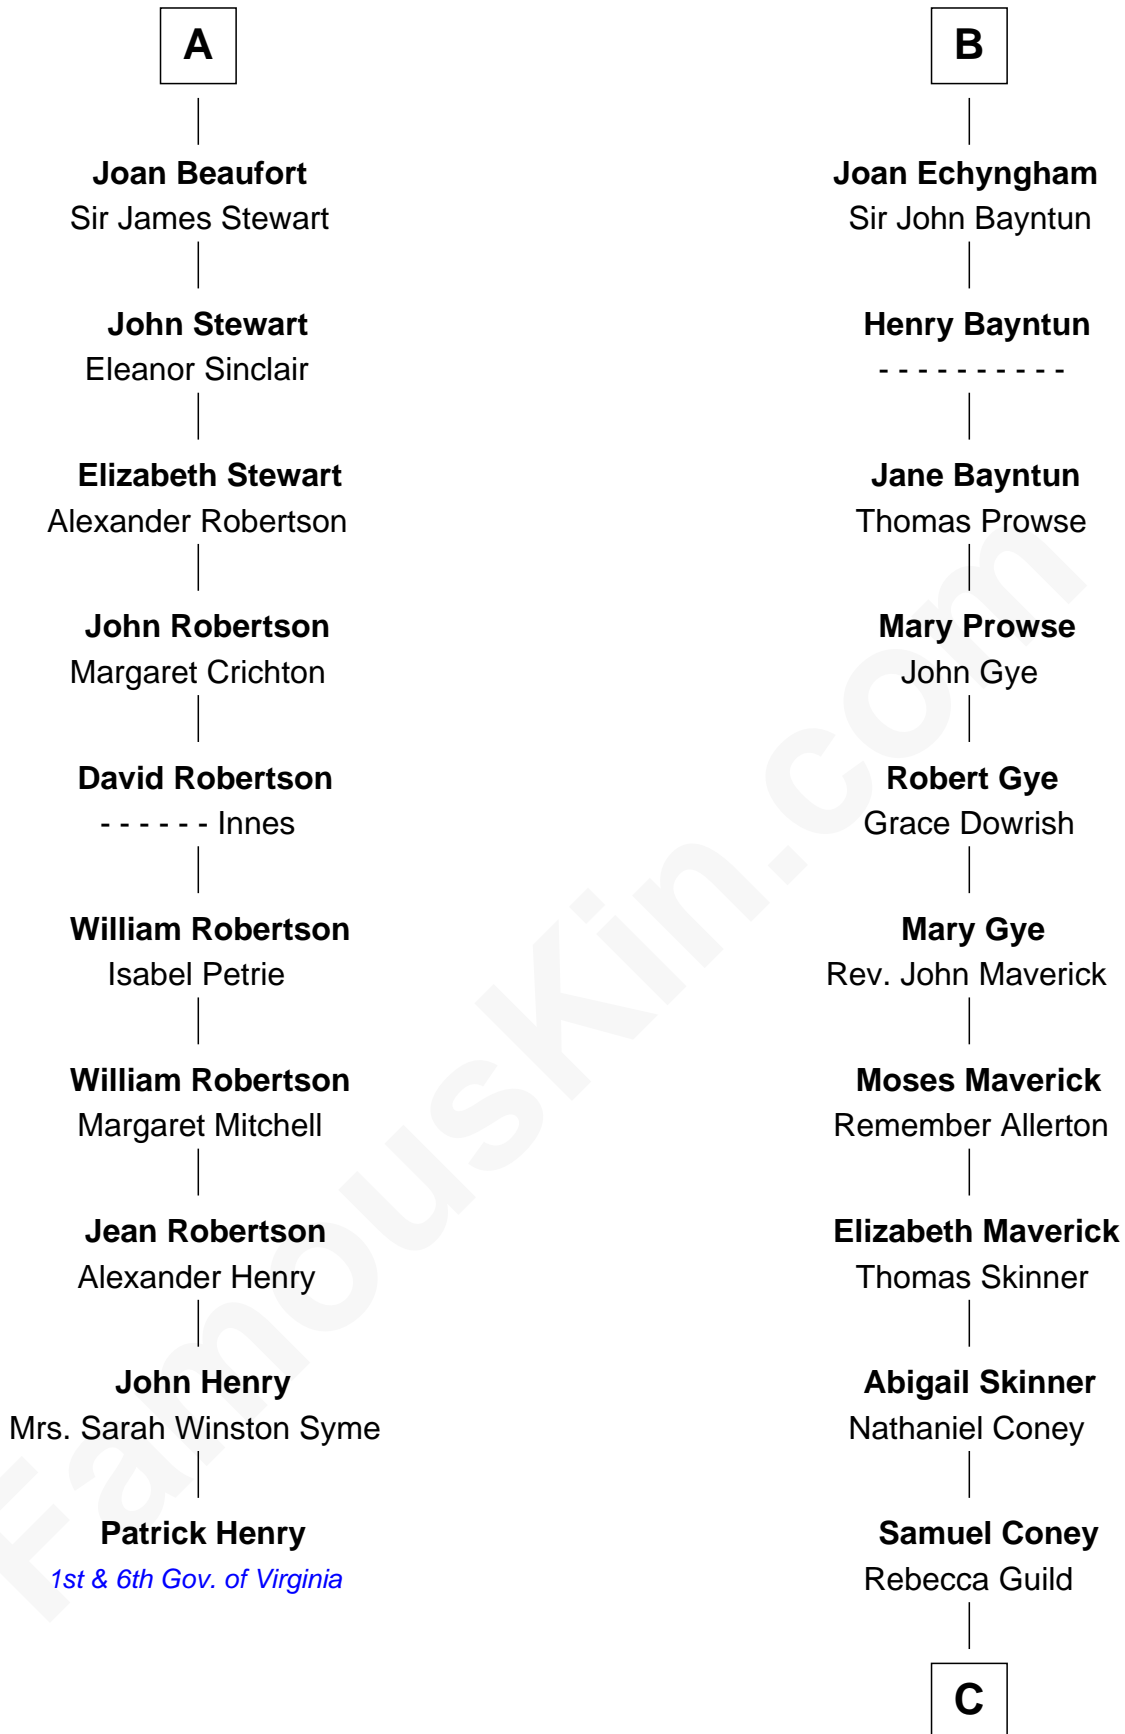 A
Joan Beaufort
Sir James Stewart
John Stewart
Eleanor Sinclair
Elizabeth Stewart
Alexander Robertson
John Robertson
Margaret Crichton
David Robertson
- - - - - - Innes
William Robertson
Isabel Petrie
William Robertson
Margaret Mitchell
Jean Robertson
Alexander Henry
John Henry
Mrs. Sarah Winston Syme
Patrick Henry
1st & 6th Gov. of Virginia
B
Joan Echyngham
Sir John Bayntun
Henry Bayntun
- - - - - - - - - -
Jane Bayntun
Thomas Prowse
Mary Prowse
John Gye
Robert Gye
Grace Dowrish
Mary Gye
Rev. John Maverick
Moses Maverick
Remember Allerton
Elizabeth Maverick
Thomas Skinner
Abigail Skinner
Nathaniel Coney
Samuel Coney
Rebecca Guild
C
FamousKin.com